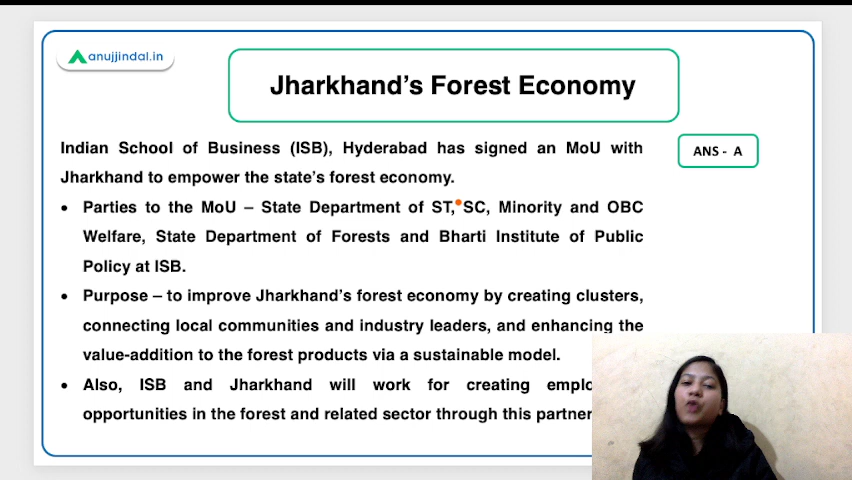 anujjindal.in
Jharkhand's Forest Economy
Indian School of Business (ISB), Hyderabad has signed an MoU with
ANS - A
Jharkhand to empower the state's forest economy.
• Parties to the MoU – State Department of ST, SC, Minority and OBC
Welfare, State Department of Forests and Bharti Institute of Public
Policy at ISB.
• Purpose – to improve Jharkhand's forest economy by creating clusters,
connecting local communities and industry leaders, and enhancing the
value-addition to the forest products via a sustainable model.
• Also, ISB and Jharkhand will work for creating
opportunities in the forest and related sector through this